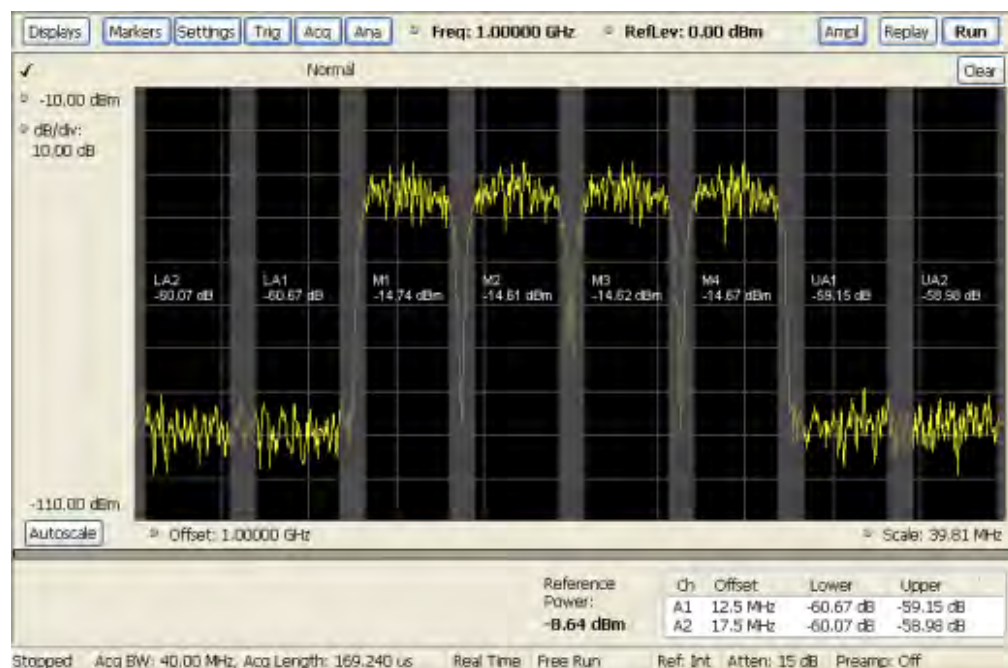 Displays Markers Settings Trig Acq Ana Freq: 1.00000 GHz RefLev: 0.00 dBm Ampl Replay Run
Normal Clear
-10.00 dBm
dB/div:
10.00 dB
LA2 LA1 M1 M2 M3 M4 UA1 UA2
-60.07 dB -60.67 dB -14.74 dBm -14.61 dBm -14.62 dBm -14.67 dBm -59.15 dB -58.98 dB
-110.00 dBm
Autoscale Offset: 1.00000 GHz Scale: 39.81 MHz
Reference Ch Offset Lower Upper
Power: A1 12.5 MHz -60.67 dB -59.15 dB
-8.64 dBm A2 17.5 MHz -60.07 dB -58.98 dB
Stopped Acq BW: 40.00 MHz, Acq Length: 169.240 us Real Time Free Run Ref: Int Atten: 15 dB Preamp: Off